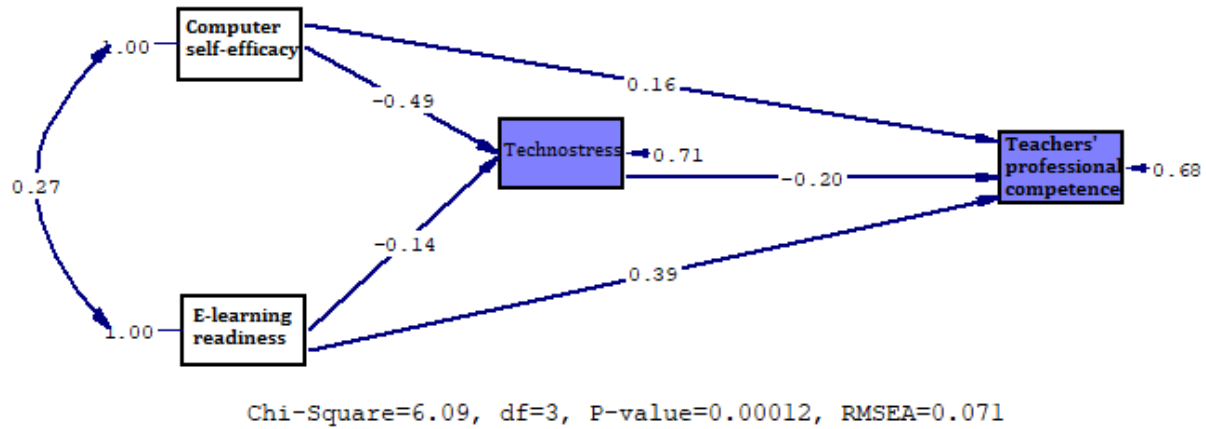 Computer
self-efficacy
1.00
0.16
-0.49
Technostress
0.71
Teachers'
professional
competence
0.68
-0.20
0.27
-0.14
0.39
E-learning
readiness
1.00
Chi-Square=6.09, df=3, P-value=0.00012, RMSEA=0.071